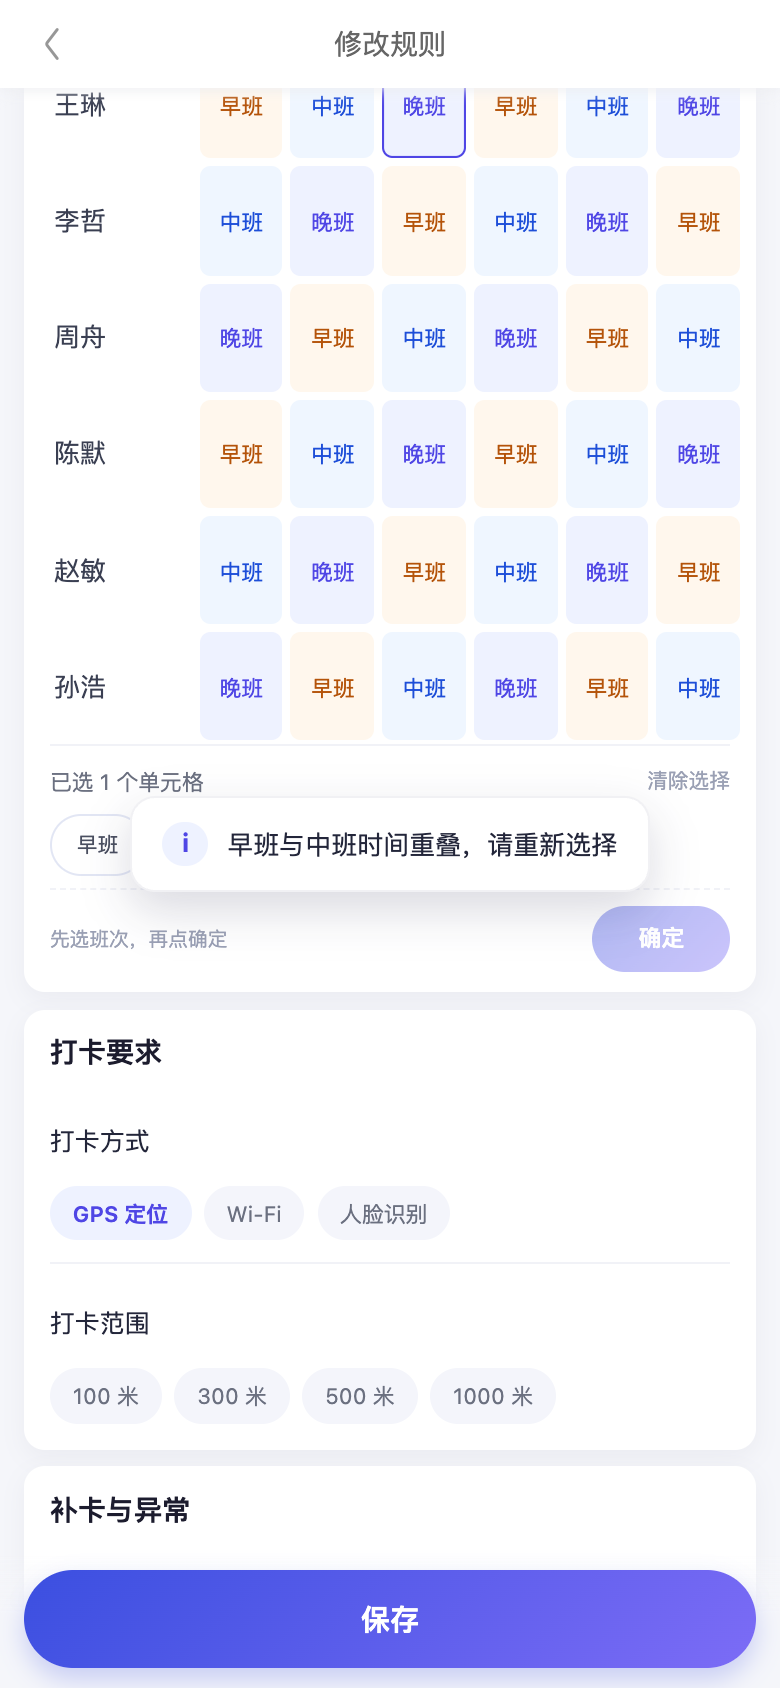 修改规则
王琳 早班 中班 晚班 早班 中班 晚班
李哲 中班 晚班 早班 中班 晚班 早班
周舟 晚班 早班 中班 晚班 早班 中班
陈默 早班 中班 晚班 早班 中班 晚班
赵敏 中班 晚班 早班 中班 晚班 早班
孙浩 晚班 早班 中班 晚班 早班 中班
已选 1 个单元格 清除选择
早班
i 早班与中班时间重叠，请重新选择
先选班次，再点确定 确定
打卡要求
打卡方式
GPS 定位 Wi-Fi 人脸识别
打卡范围
100 米 300 米 500 米 1000 米
补卡与异常
保存